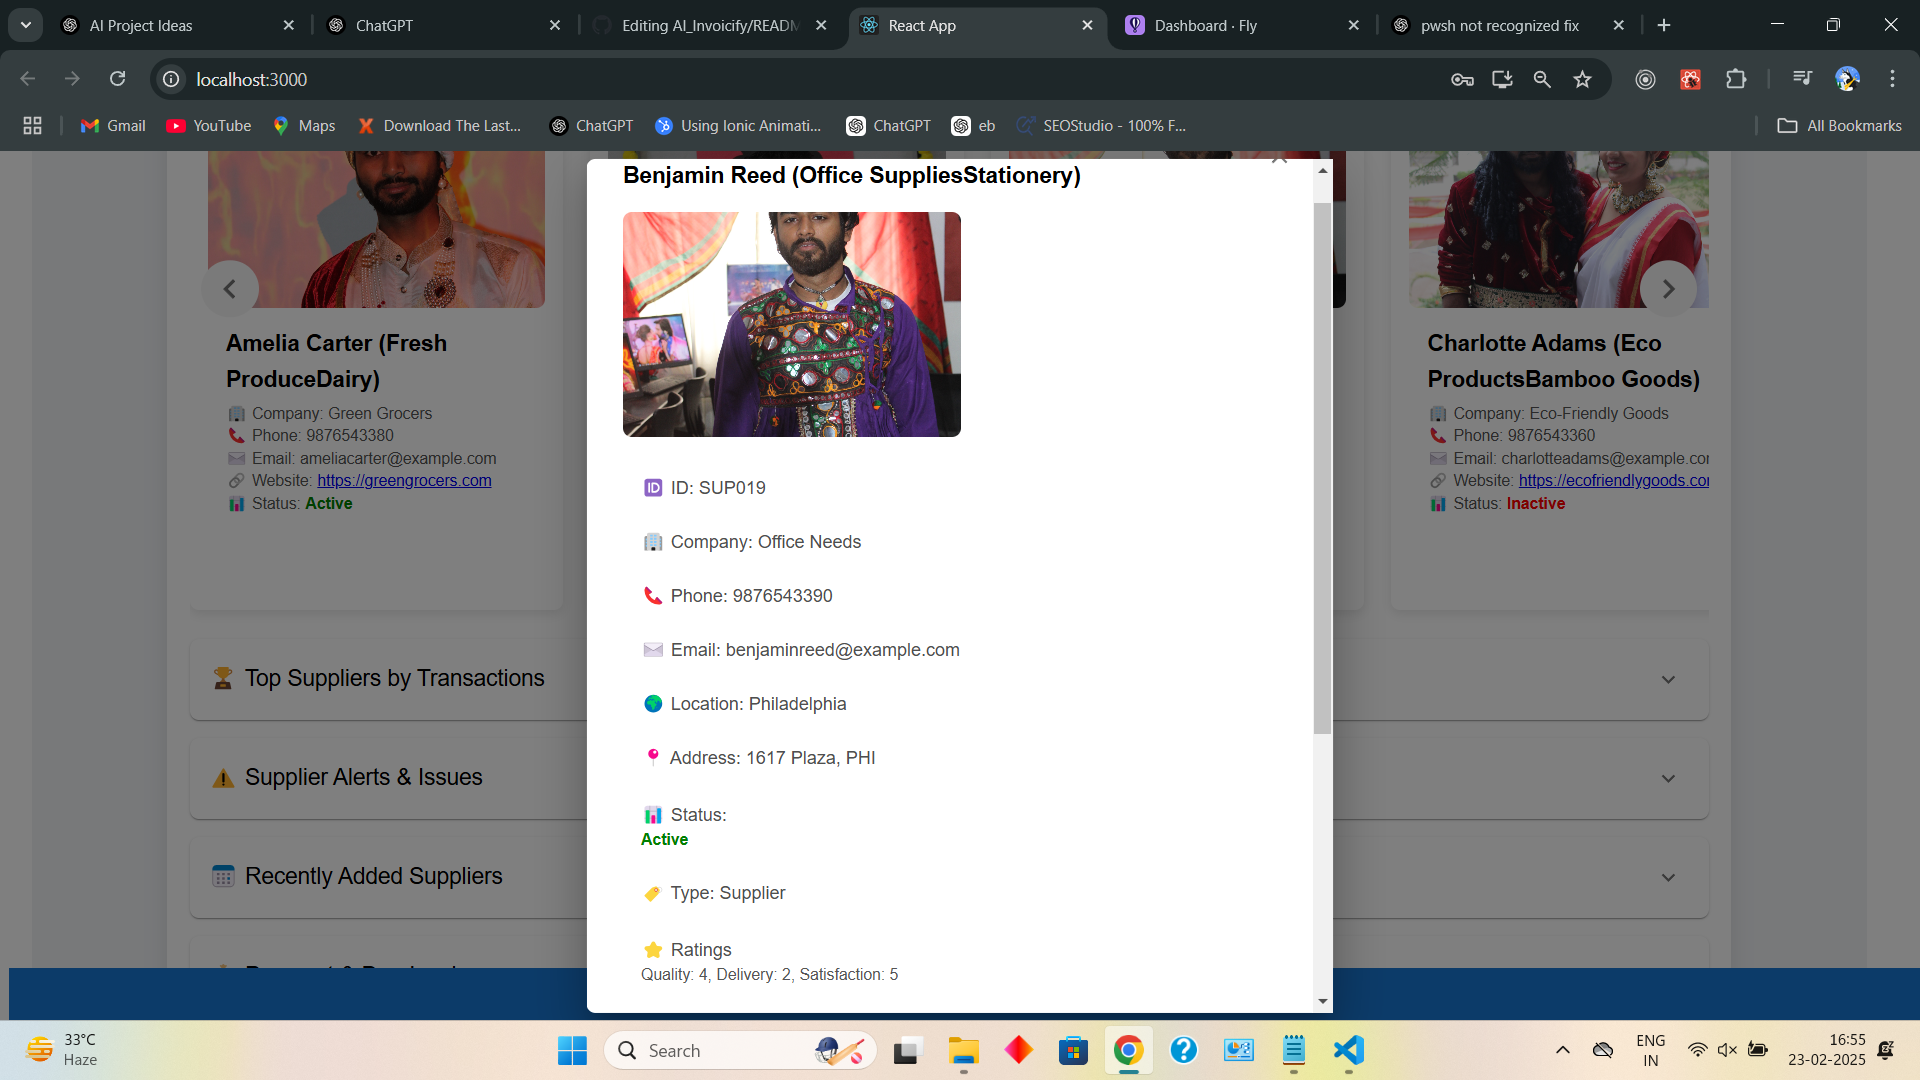 AI Project Ideas
ChatGPT
Editing AI_Invoicify/READM
React App
Dashboard · Fly
pwsh not recognized fix
localhost:3000
Gmail
YouTube
Maps
Download The Last...
ChatGPT
Using Ionic Animati...
ChatGPT
eb
SEOStudio - 100% F...
All Bookmarks
Amelia Carter (Fresh
ProduceDairy)
Company: Green Grocers
Phone: 9876543380
Email: ameliacarter@example.com
Website: https://greengrocers.com
Status: Active
Benjamin Reed (Office SuppliesStationery)
ID: SUP019
Company: Office Needs
Phone: 9876543390
Email: benjaminreed@example.com
Location: Philadelphia
Address: 1617 Plaza, PHI
Status:
Active
Type: Supplier
Ratings
Quality: 4, Delivery: 2, Satisfaction: 5
Charlotte Adams (Eco
ProductsBamboo Goods)
Company: Eco-Friendly Goods
Phone: 9876543360
Email: charlotteadams@example.cor
Website: https://ecofriendlygoods.cor
Status: Inactive
Top Suppliers by Transactions
Supplier Alerts & Issues
Recently Added Suppliers
33°C
Haze
Search
ENG
IN
16:55
23-02-2025